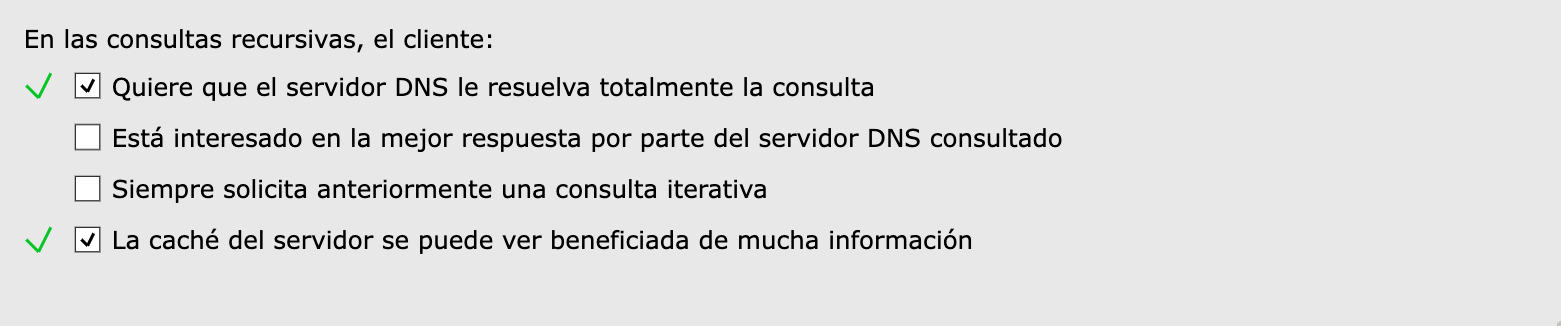 En las consultas recursivas, el cliente:
Quiere que el servidor DNS le resuelva totalmente la consulta
Está interesado en la mejor respuesta por parte del servidor DNS consultado
Siempre solicita anteriormente una consulta iterativa
La caché del servidor se puede ver beneficiada de mucha información